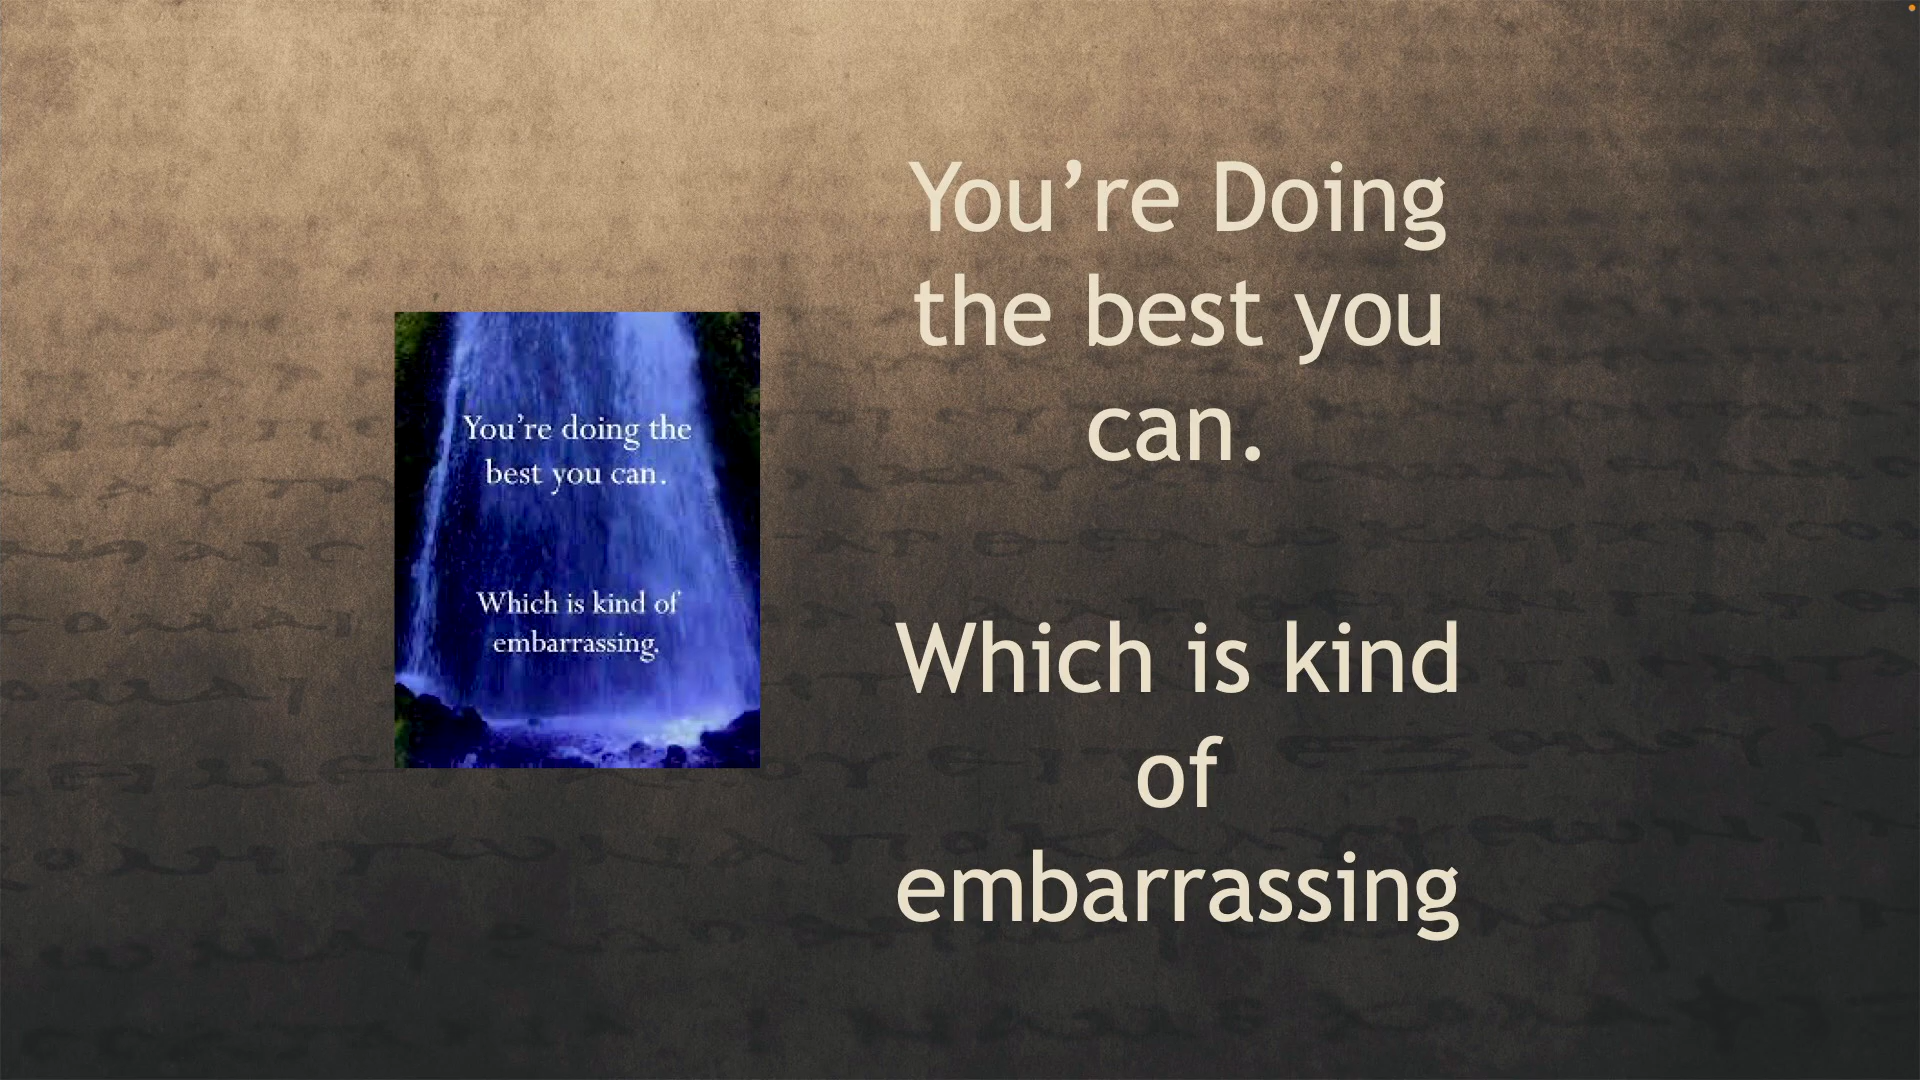 You're doing the
best you can.
Which is kind of
embarrassing.
You’re Doing
the best you
can.
Which is kind
of
embarrassing